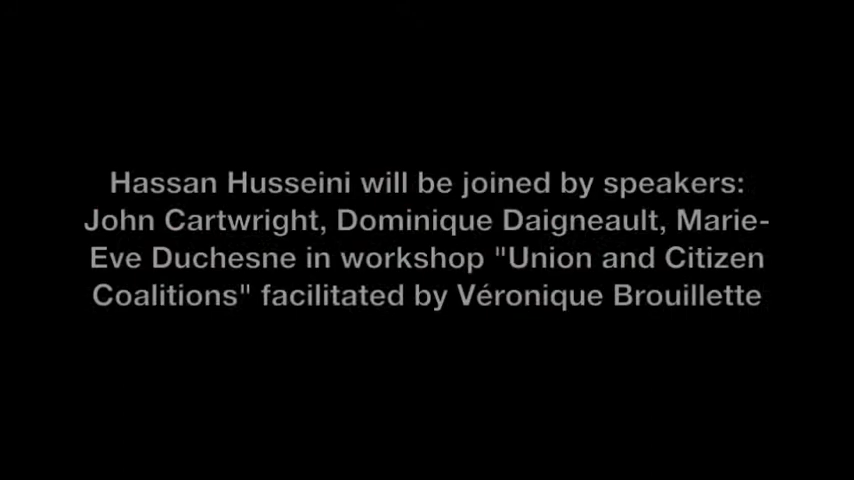 Hassan Husseini will be joined by speakers:
John Cartwright, Dominique Daigneault, Marie-
Eve Duchesne in workshop "Union and Citizen
Coalitions" facilitated by Véronique Brouillette